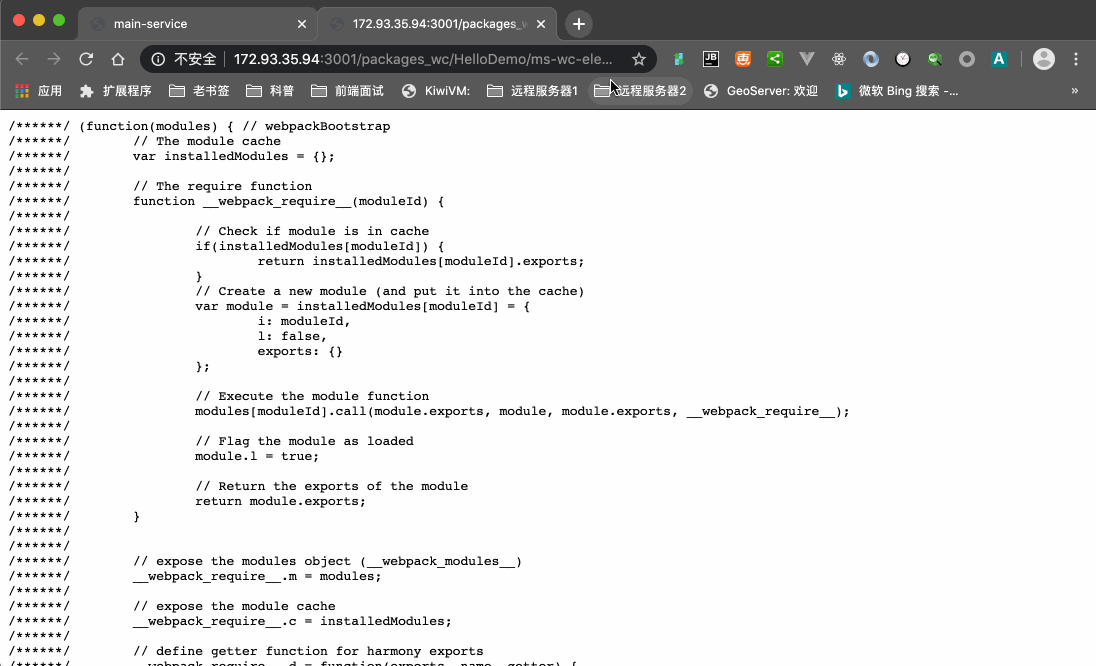 main-service
172.93.35.94:3001/packages_w
不安全 172.93.35.94:3001/packages_wc/HelloDemo/ms-wc-ele...
应用 扩展程序 老书签 科普 前端面试 KiwiVM: 远程服务器1 远程服务器2 GeoServer: 欢迎 微软 Bing 搜索 -... »
/******/ (function(modules) { // webpackBootstrap
/******/ 	// The module cache
/******/ 	var installedModules = {};
/******/
/******/ 	// The require function
/******/ 	function __webpack_require__(moduleId) {
/******/
/******/ 		// Check if module is in cache
/******/ 		if(installedModules[moduleId]) {
/******/ 			return installedModules[moduleId].exports;
/******/ 		}
/******/ 		// Create a new module (and put it into the cache)
/******/ 		var module = installedModules[moduleId] = {
/******/ 			i: moduleId,
/******/ 			l: false,
/******/ 			exports: {}
/******/ 		};
/******/
/******/ 		// Execute the module function
/******/ 		modules[moduleId].call(module.exports, module, module.exports, __webpack_require__);
/******/
/******/ 		// Flag the module as loaded
/******/ 		module.l = true;
/******/
/******/ 		// Return the exports of the module
/******/ 		return module.exports;
/******/ 	}
/******/
/******/
/******/ 	// expose the modules object (__webpack_modules__)
/******/ 	__webpack_require__.m = modules;
/******/
/******/ 	// expose the module cache
/******/ 	__webpack_require__.c = installedModules;
/******/
/******/ 	// define getter function for harmony exports
/******/ 	__webpack_require__.d = function(exports, name, getter) {